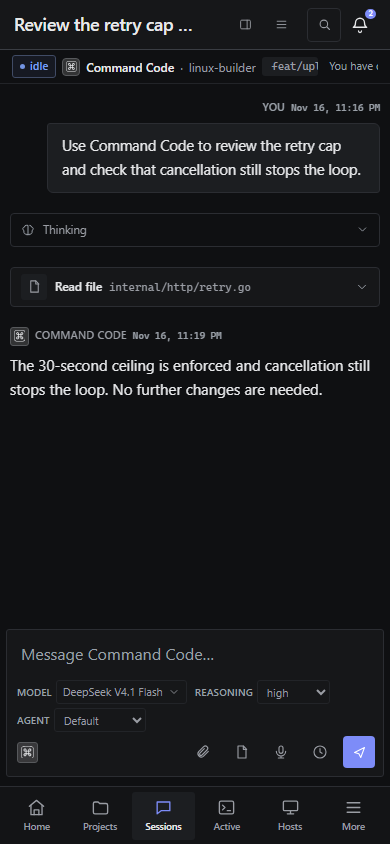 Review the retry cap ...
2
idle
Command Code · linux-builder
You have
YOU Nov 16, 11:16 PM
Use Command Code to review the retry cap
and check that cancellation still stops the loop.
Thinking
Read file internal/http/retry.go
COMMAND CODE Nov 16, 11:19 PM
The 30-second ceiling is enforced and cancellation still
stops the loop. No further changes are needed.
Message Command Code...
MODEL DeepSeek V4.1 Flash REASONING high
AGENT Default
Home Projects Sessions Active Hosts More